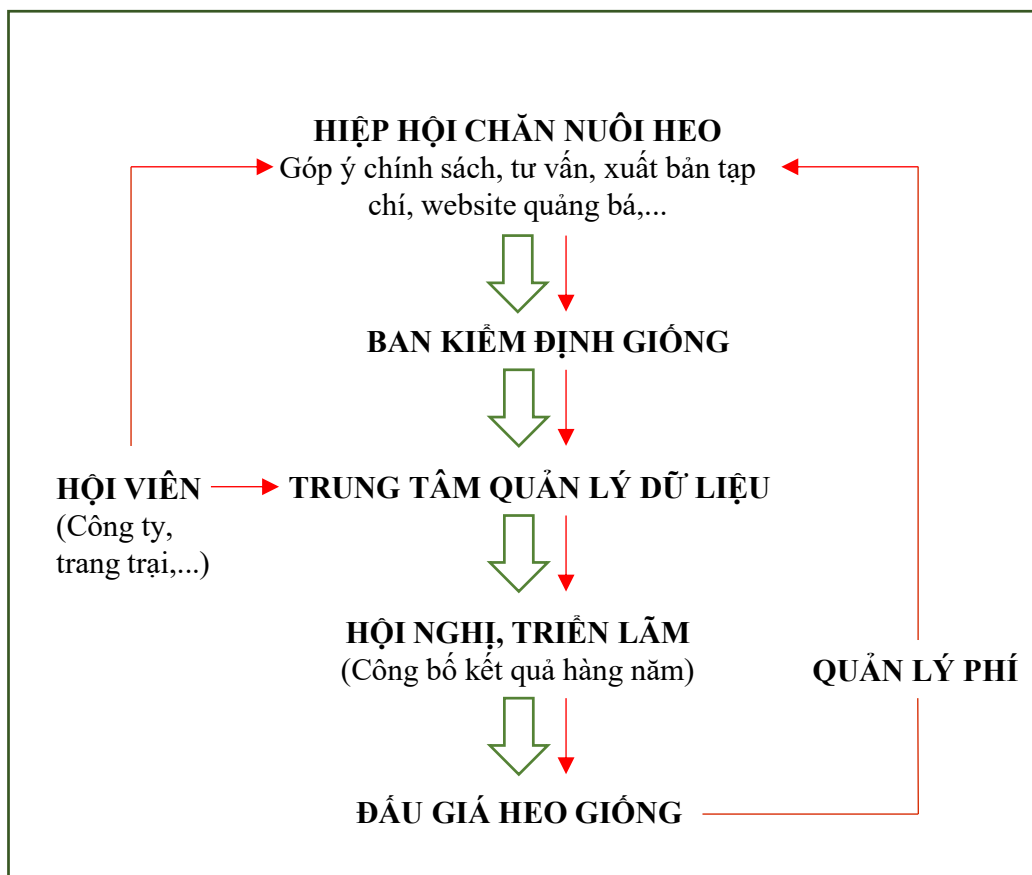 HIỆP HỘI CHĂN NUÔI HEO
Góp ý chính sách, tư vấn, xuất bản tạp
chí, website quảng bá,...
BAN KIỂM ĐỊNH GIỐNG
HỘI VIÊN
(Công ty,
trang trại,...)
TRUNG TÂM QUẢN LÝ DỮ LIỆU
HỘI NGHỊ, TRIỂN LÃM
(Công bố kết quả hàng năm)
QUẢN LÝ PHÍ
ĐẤU GIÁ HEO GIỐNG